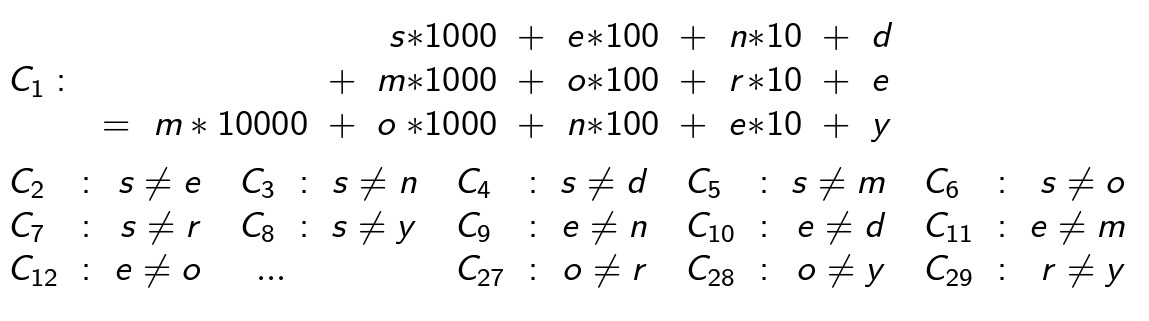 s*1000 + e*100 + n*10 + d
C₁ : + m*1000 + o*100 + r*10 + e
= m * 10000 + o *1000 + n*100 + e*10 + y
C₂ : s ≠ e C₃ : s ≠ n C₄ : s ≠ d C₅ : s ≠ m C₆ : s ≠ o
C₇ : s ≠ r C₈ : s ≠ y C₉ : e ≠ n C₁₀ : e ≠ d C₁₁ : e ≠ m
C₁₂ : e ≠ o ... C₂₇ : o ≠ r C₂₈ : o ≠ y C₂₉ : r ≠ y